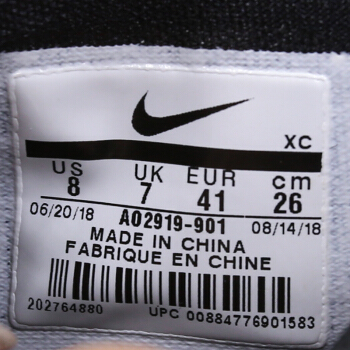 XC
US UK EUR cm
8 7 41 26
06/20/18 AO2919-901 08/14/18
MADE IN CHINA
FABRIQUE EN CHINE
202764880 UPC 00884776901583